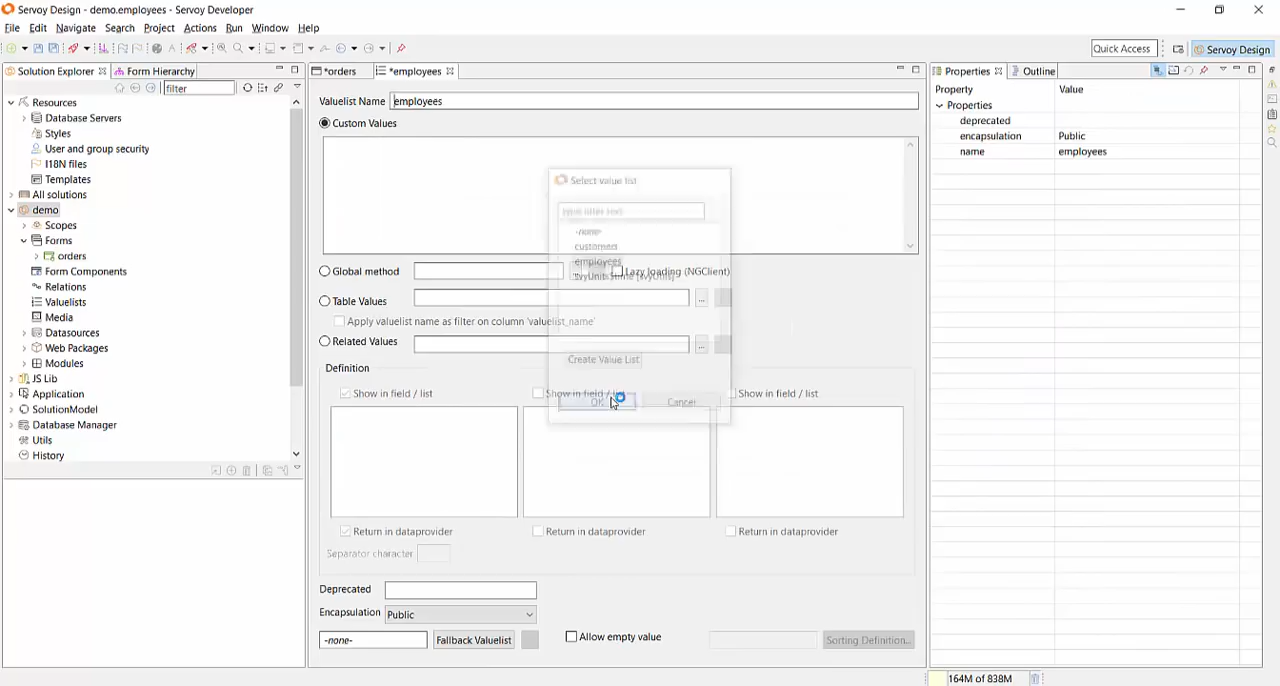 Servoy Design - demo.employees - Servoy Developer
File Edit Navigate Search Project Actions Run Window Help
Quick Access Servoy Design
Solution Explorer Form Hierarchy
*orders *employees
Properties Outline
filter
Resources
Database Servers
Styles
User and group security
I18N files
Templates
All solutions
demo
Scopes
Forms
orders
Form Components
Relations
Valuelists
Media
Datasources
Web Packages
Modules
JS Lib
Application
SolutionModel
Database Manager
Utils
History
Valuelist Name employees
Custom Values
Select value list
type filter text
-none-
customers
employees
Global method ... Lazy loading (NGClient)
Table Values ...
Apply valuelist name as filter on column 'valuelist_name'
Related Values ...
Create Value List
Definition
Show in field / list Show in field / list Show in field / list
OK Cancel
Return in dataprovider Return in dataprovider Return in dataprovider
Separator character
Deprecated
Encapsulation Public
-none- Fallback Valuelist Allow empty value Sorting Definition...
Property Value
Properties
deprecated
encapsulation Public
name employees
164M of 838M